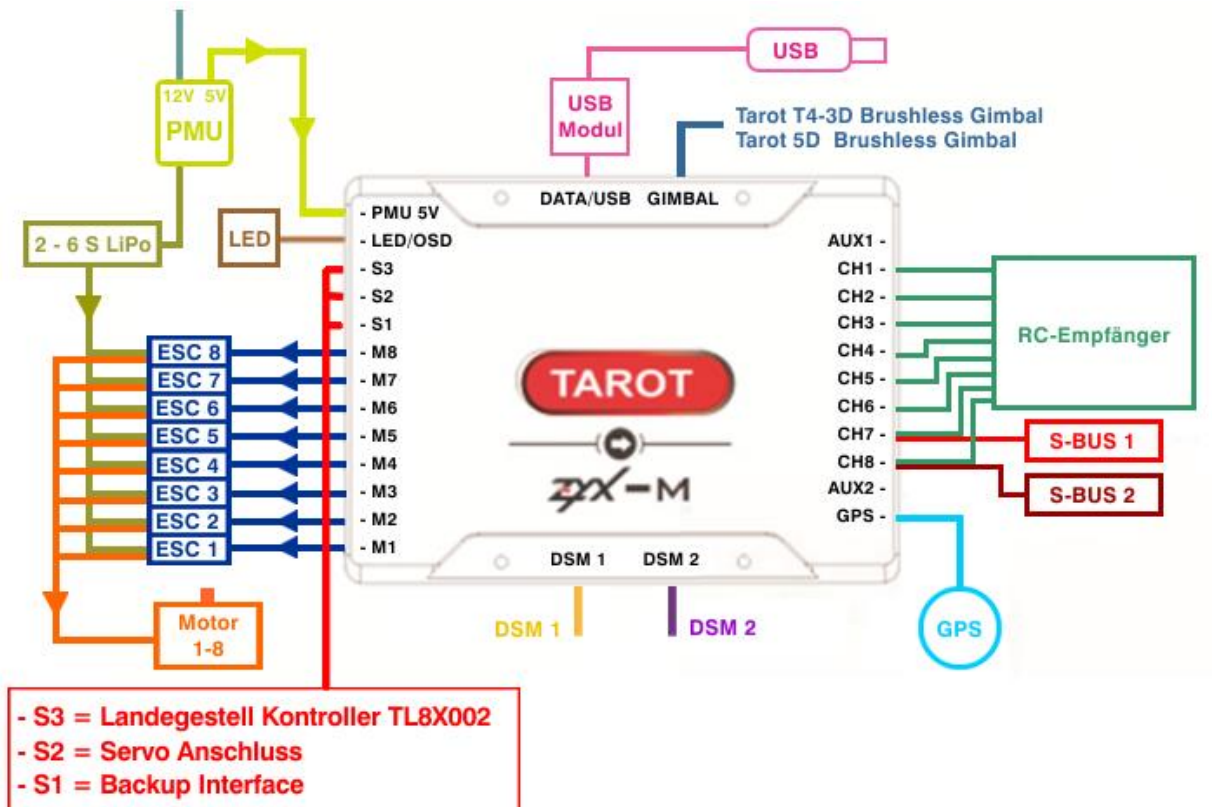 12V 5V
PMU
USB
USB
Modul
Tarot T4-3D Brushless Gimbal
Tarot 5D Brushless Gimbal
DATA/USB GIMBAL
2 - 6 S LiPo
LED
- PMU 5V
- LED/OSD
- S3
- S2
- S1
- M8
- M7
- M6
- M5
- M4
- M3
- M2
- M1
ESC 8
ESC 7
ESC 6
ESC 5
ESC 4
ESC 3
ESC 2
ESC 1
Motor
1-8
TAROT
ZYX-M
AUX1 -
CH1 -
CH2 -
CH3 -
CH4 -
CH5 -
CH6 -
CH7 -
CH8 -
AUX2 -
GPS -
RC-Empfänger
S-BUS 1
S-BUS 2
GPS
DSM 1 DSM 2
DSM 1 DSM 2
- S3 = Landegestell Kontroller TL8X002
- S2 = Servo Anschluss
- S1 = Backup Interface